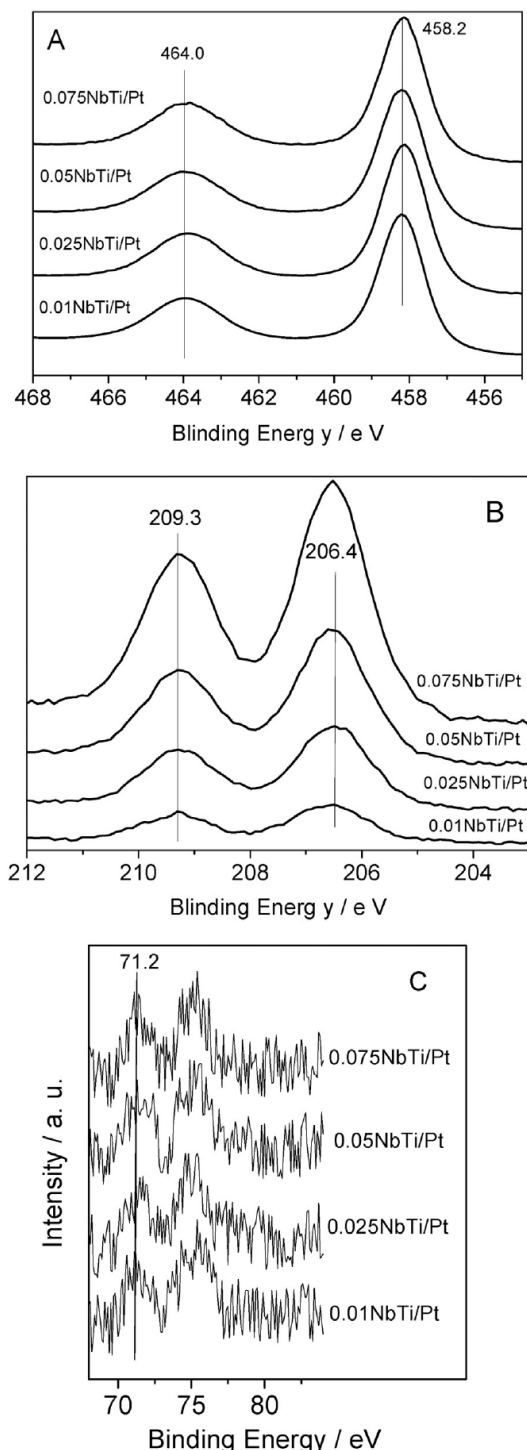 A
464.0
458.2
0.075NbTi/Pt
0.05NbTi/Pt
0.025NbTi/Pt
0.01NbTi/Pt
468 466 464 462 460 458 456
Blinding Energ y / e V
B
209.3
206.4
0.075NbTi/Pt
0.05NbTi/Pt
0.025NbTi/Pt
0.01NbTi/Pt
212 210 208 206 204
Blinding Energ y / e V
71.2
C
0.075NbTi/Pt
0.05NbTi/Pt
0.025NbTi/Pt
0.01NbTi/Pt
Intensity / a. u.
70 75 80
Binding Energy / eV